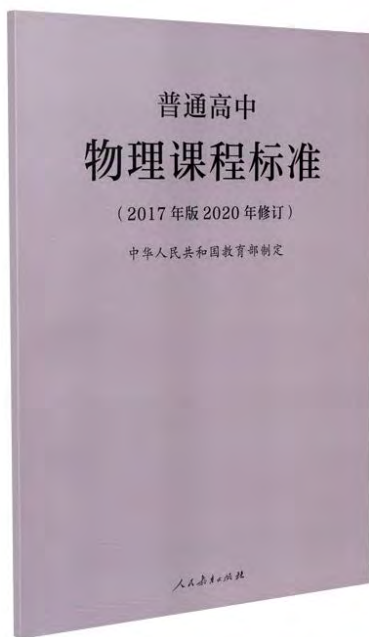 普通高中
物理课程标准
(2017年版2020年修订)
中华人民共和国教育部制定
人民教育出版社